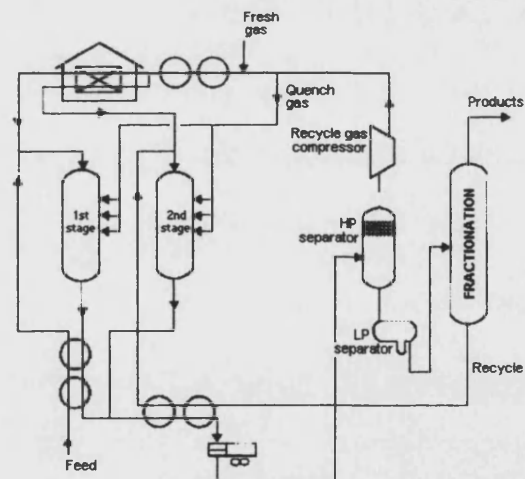 Fresh
gas
Quench
gas
Products
Recycle gas
compressor
1st
stage
2nd
stage
HP
separator
FRACTIONATION
LP
separator
Recycle
Feed